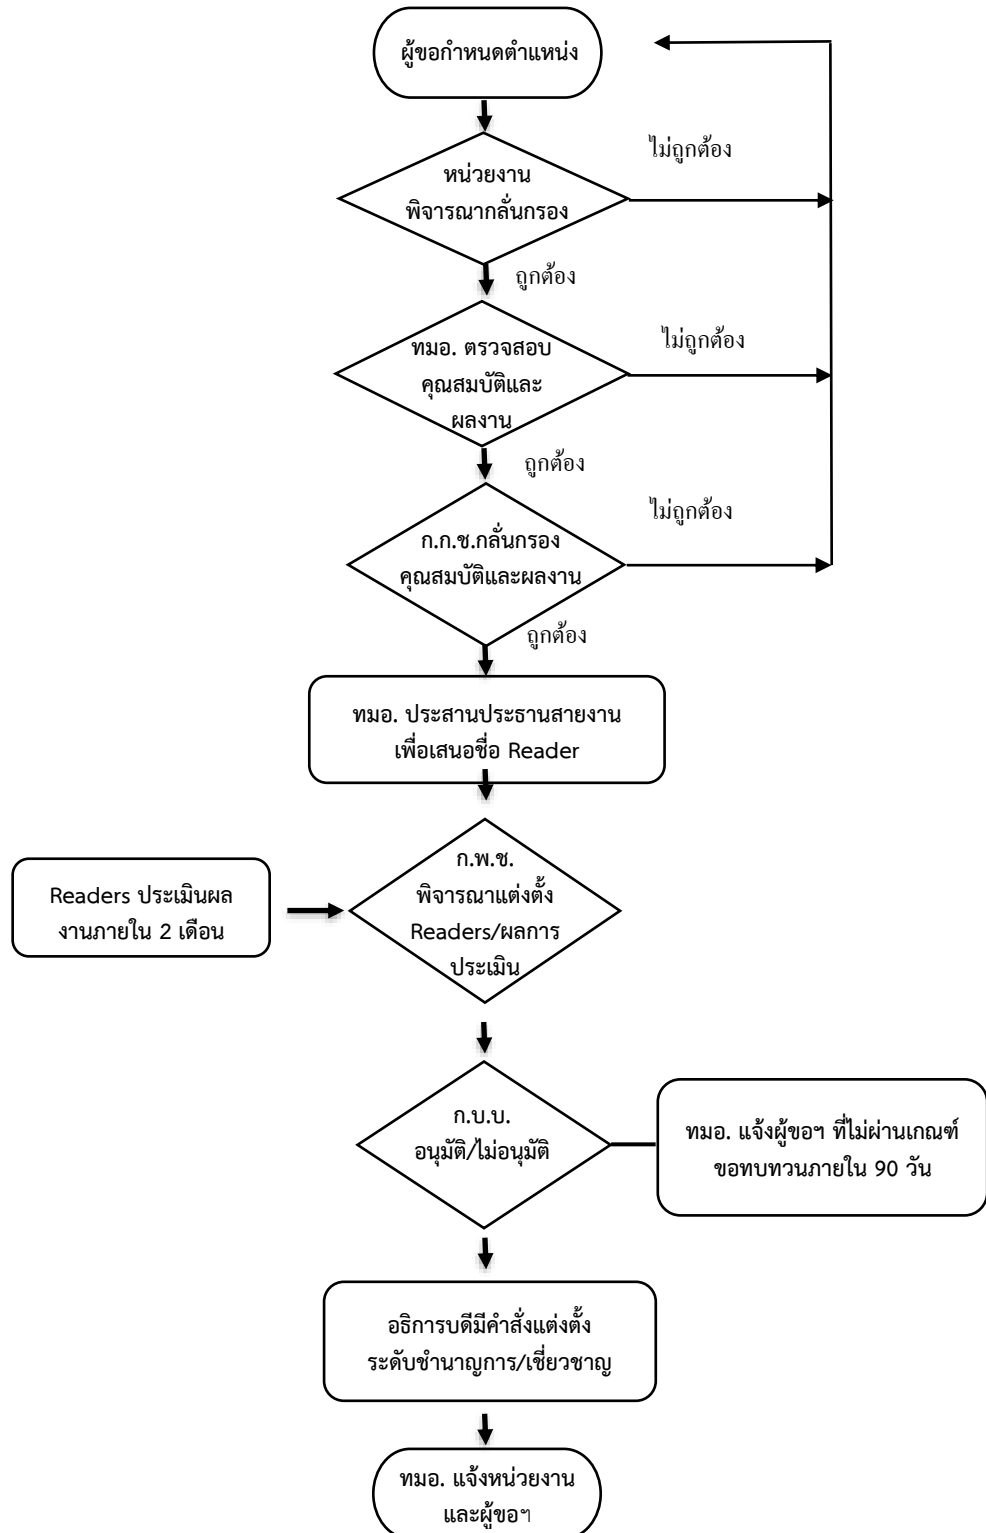 ผู้ขอกำหนดตำแหน่ง
ไม่ถูกต้อง
หน่วยงาน
พิจารณากลั่นกรอง
ถูกต้อง
ไม่ถูกต้อง
ทมอ. ตรวจสอบ
คุณสมบัติและ
ผลงาน
ถูกต้อง
ไม่ถูกต้อง
ก.ก.ช.กลั่นกรอง
คุณสมบัติและผลงาน
ถูกต้อง
ทมอ. ประสานประธานสายงาน
เพื่อเสนอชื่อ Reader
Readers ประเมินผล
งานภายใน 2 เดือน
ก.พ.ช.
พิจารณาแต่งตั้ง
Readers/ผลการ
ประเมิน
ก.บ.บ.
อนุมัติ/ไม่อนุมัติ
ทมอ. แจ้งผู้ขอฯ ที่ไม่ผ่านเกณฑ์
ขอทบทวนภายใน 90 วัน
อธิการบดีมีคำสั่งแต่งตั้ง
ระดับชำนาญการ/เชี่ยวชาญ
ทมอ. แจ้งหน่วยงาน
และผู้ขอฯ